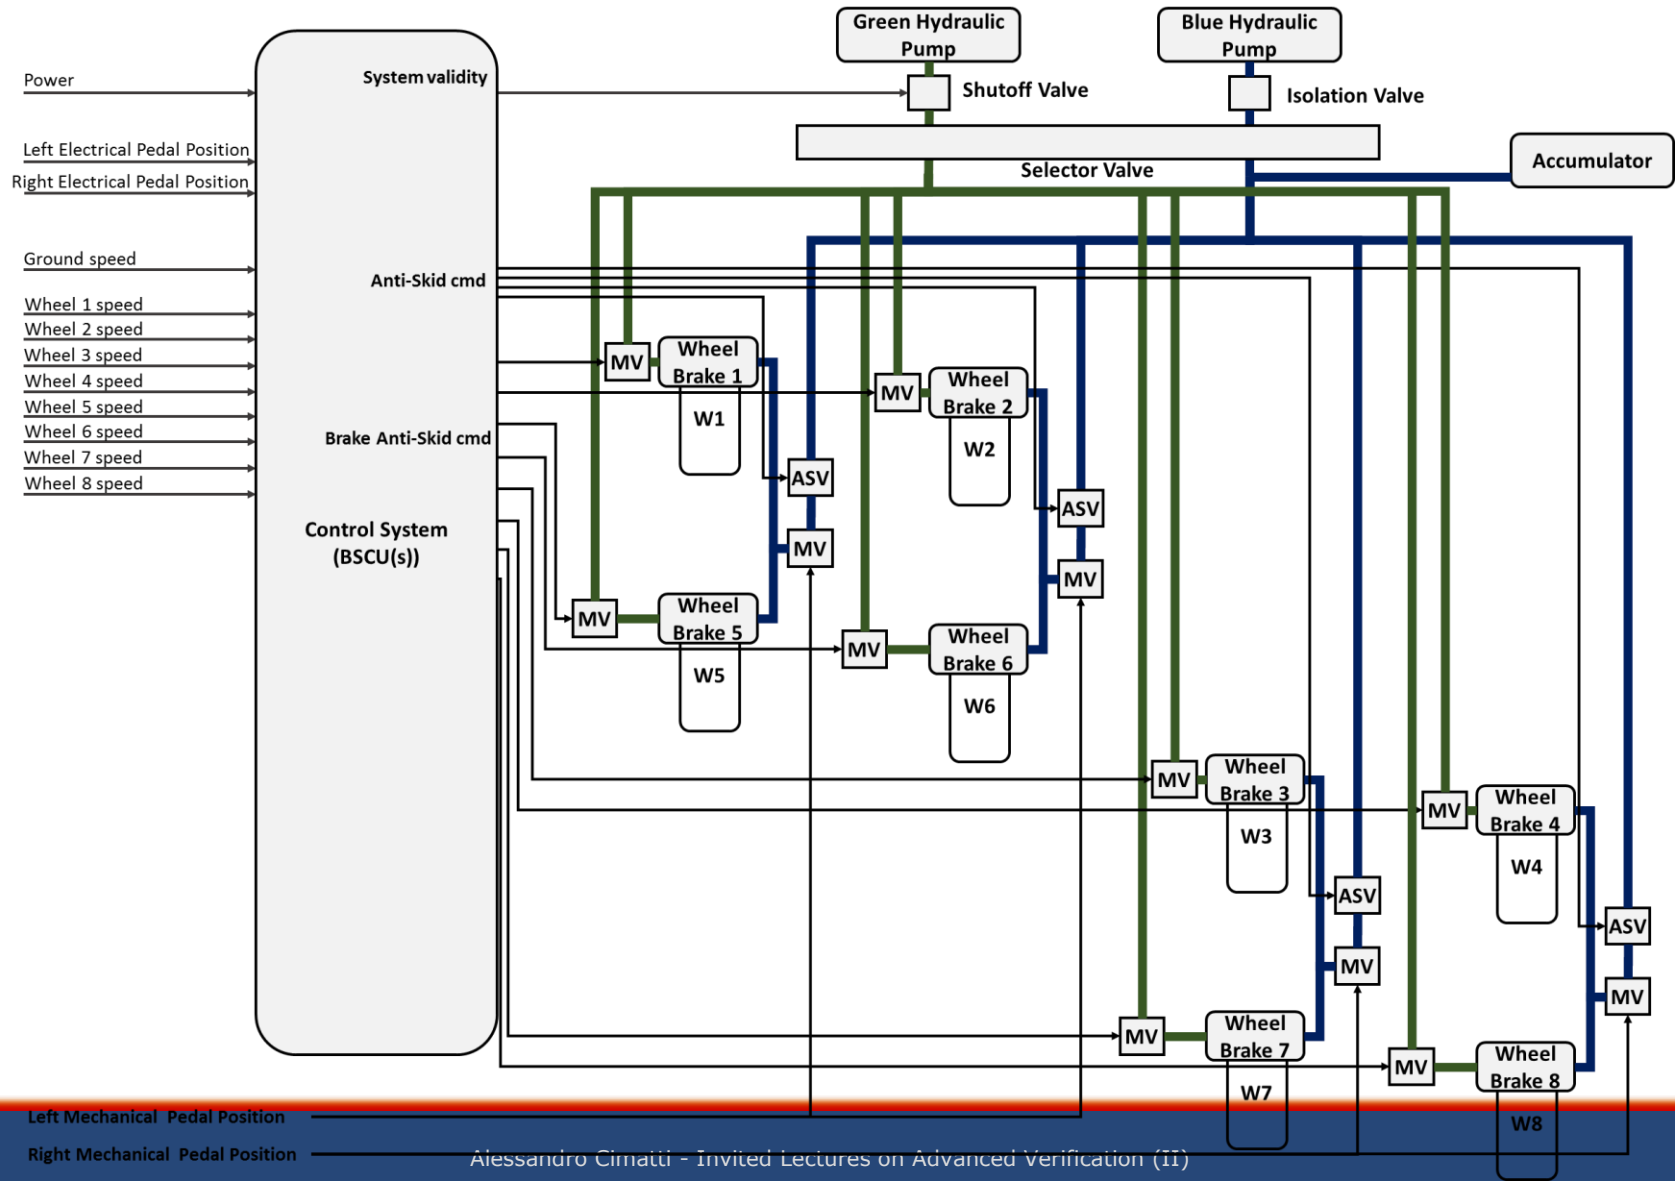 Green Hydraulic
Pump
Blue Hydraulic
Pump
Power
System validity
Shutoff Valve
Isolation Valve
Left Electrical Pedal Position
Right Electrical Pedal Position
Selector Valve
Accumulator
Ground speed
Anti-Skid cmd
Wheel 1 speed
Wheel 2 speed
Wheel 3 speed
Wheel 4 speed
Wheel 5 speed
Wheel 6 speed
Wheel 7 speed
Wheel 8 speed
Brake Anti-Skid cmd
Control System
(BSCU(s))
MV
Wheel
Brake 1
W1
MV
Wheel
Brake 2
W2
ASV
MV
ASV
MV
MV
Wheel
Brake 5
W5
MV
Wheel
Brake 6
W6
MV
Wheel
Brake 3
W3
MV
Wheel
Brake 4
W4
ASV
MV
ASV
MV
MV
Wheel
Brake 7
W7
MV
Wheel
Brake 8
W8
Left Mechanical Pedal Position
Right Mechanical Pedal Position
Alessandro Cimatti - Invited Lectures on Advanced Verification (II)